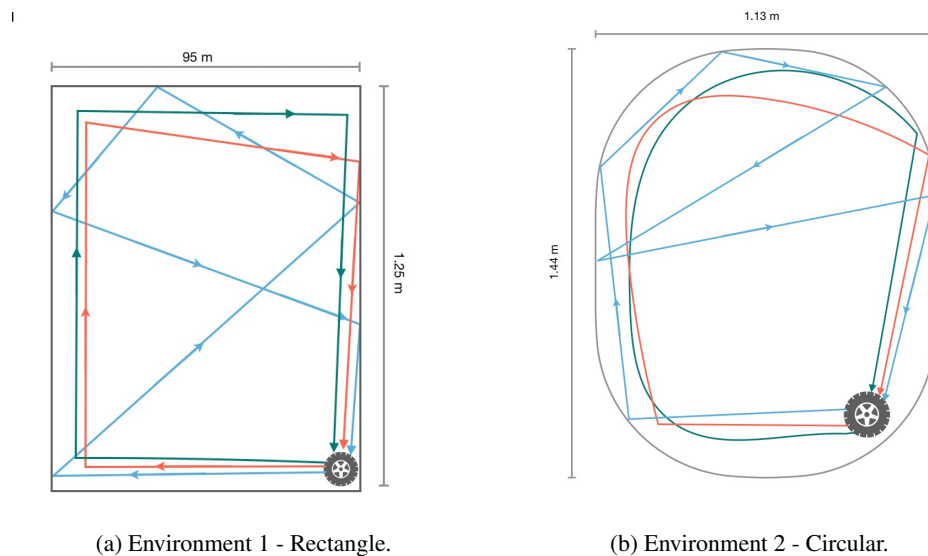 I
95 m
1.25 m
(a) Environment 1 - Rectangle.
1.13 m
1.44 m
(b) Environment 2 - Circular.